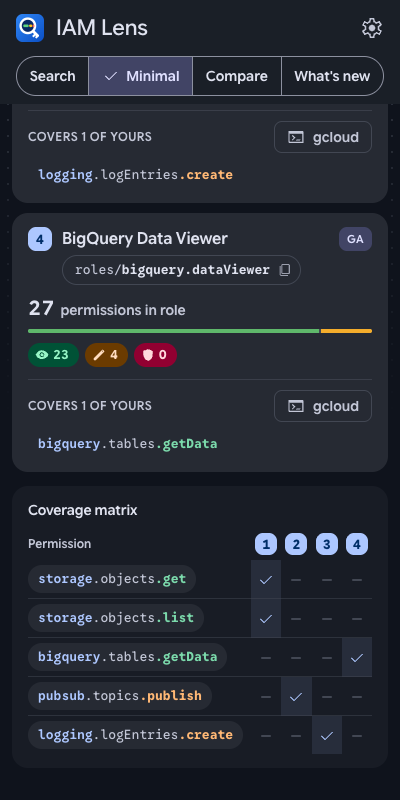 IAM Lens
Search
Minimal
Compare
What's new
COVERS 1 OF YOURS
gcloud
logging.logEntries.create
4
BigQuery Data Viewer
GA
roles/bigquery.dataViewer
27 permissions in role
23
4
0
COVERS 1 OF YOURS
gcloud
bigquery.tables.getData
Coverage matrix
Permission 1 2 3 4
storage.objects.get
storage.objects.list
bigquery.tables.getData
pubsub.topics.publish
logging.logEntries.create